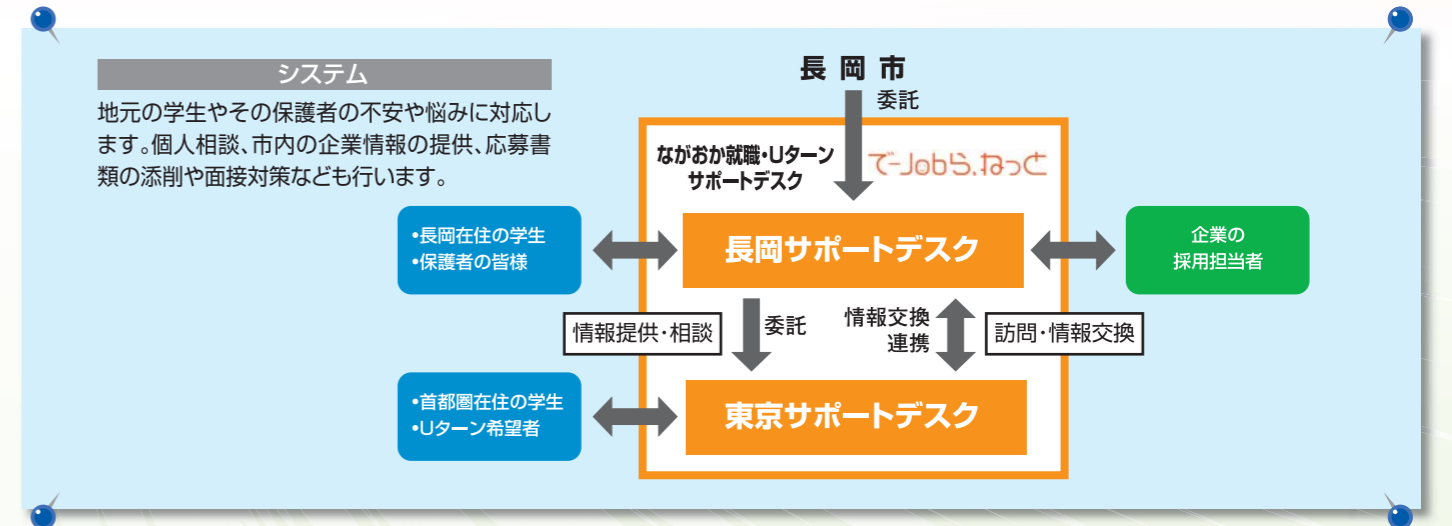 システム
地元の学生やその保護者の不安や悩みに対応し
ます。個人相談、市内の企業情報の提供、応募書
類の添削や面接対策なども行います。
長岡市
委託
ながおか就職・Uターン
サポートデスク
で-Jobら、ねっと
長岡サポートデスク
•長岡在住の学生
•保護者の皆様
企業の
採用担当者
情報提供・相談
委託
情報交換
連携
訪問・情報交換
東京サポートデスク
•首都圏在住の学生
•Uターン希望者